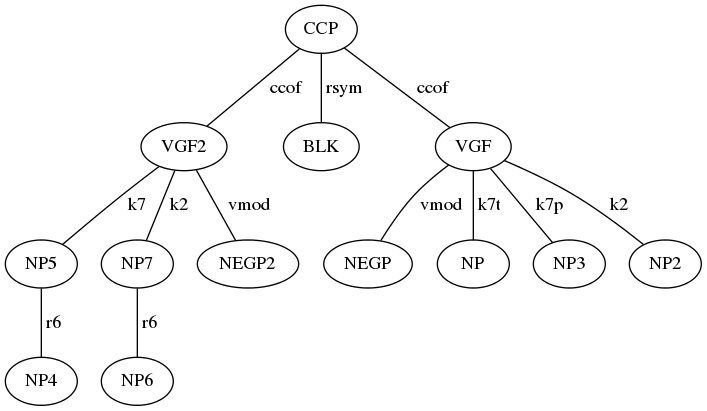 CCP
ccof rsym ccof
VGF2 BLK VGF
k7 k2 vmod vmod k7t k7p k2
NP5 NP7 NEGP2 NEGP NP NP3 NP2
r6 r6
NP4 NP6